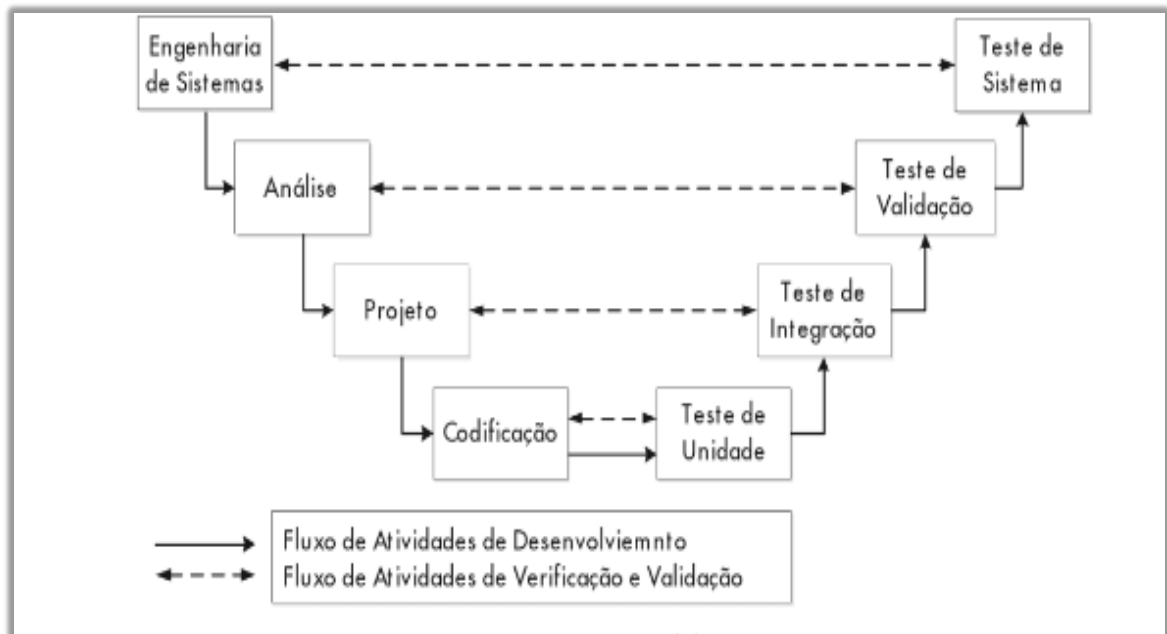 Engenharia
de Sistemas
Teste de
Sistema
Análise
Teste de
Validação
Projeto
Teste de
Integração
Codificação
Teste de
Unidade
Fluxo de Atividades de Desenvolviemnto
Fluxo de Atividades de Verificação e Validação